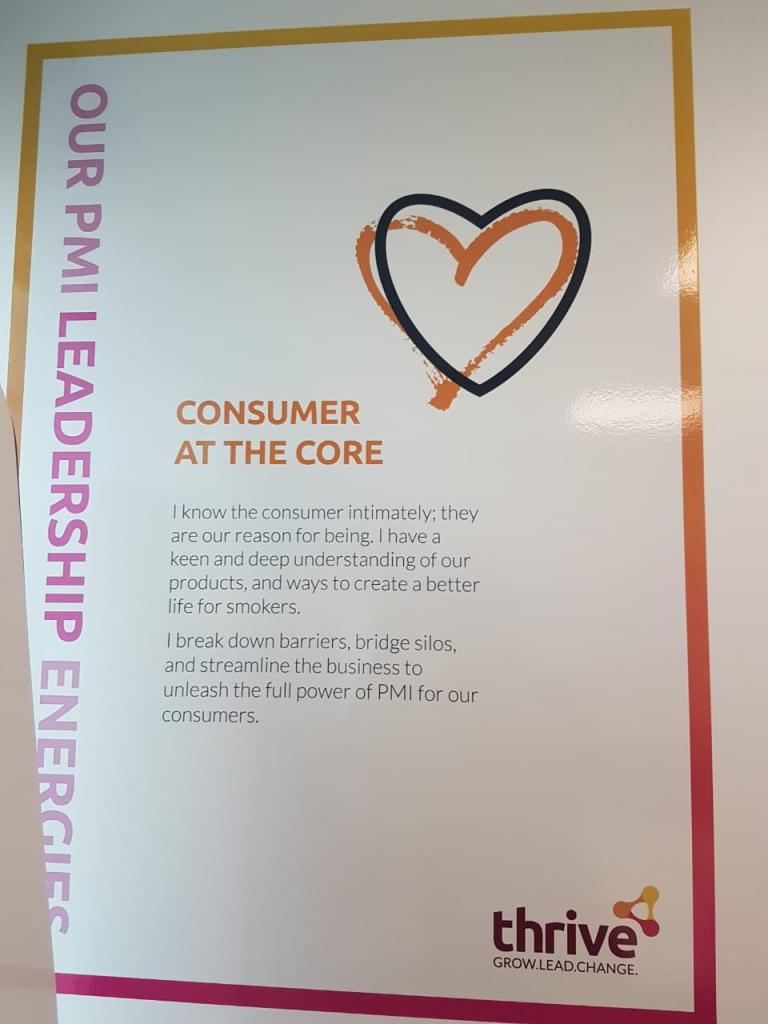 OUR PMI LEADERSHIP ENERGIES
CONSUMER
AT THE CORE
I know the consumer intimately; they
are our reason for being. I have a
keen and deep understanding of our
products, and ways to create a better
life for smokers.
I break down barriers, bridge silos,
and streamline the business to
unleash the full power of PMI for our
consumers.
thrive
GROW.LEAD.CHANGE.